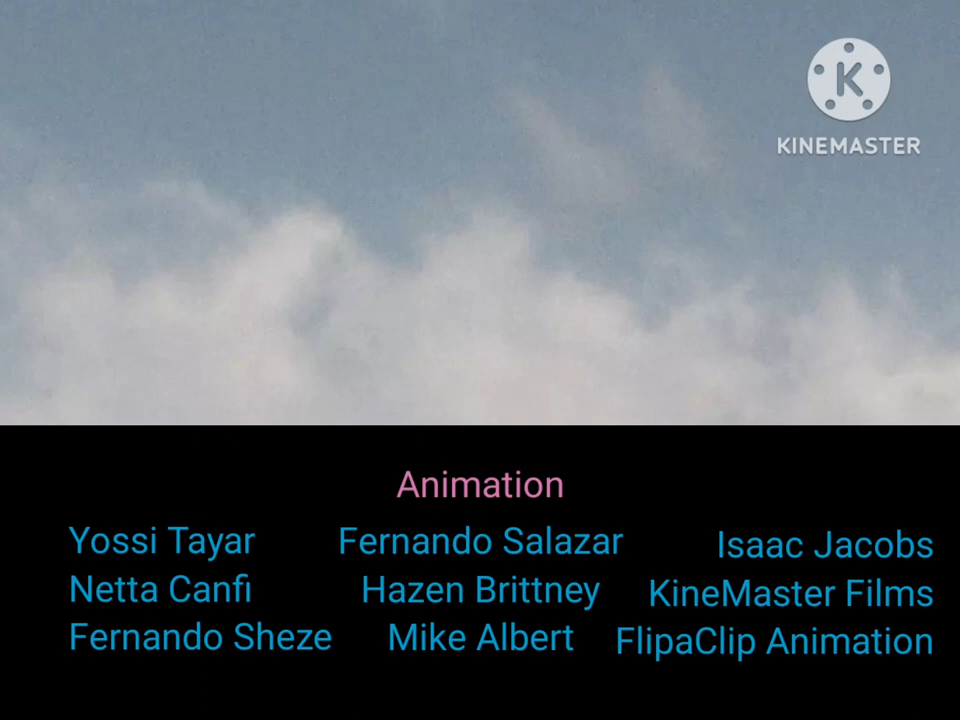 K
KINEMASTER
Animation
Yossi Tayar Fernando Salazar Isaac Jacobs
Netta Canfi Hazen Brittney KineMaster Films
Fernando Sheze Mike Albert FlipaClip Animation